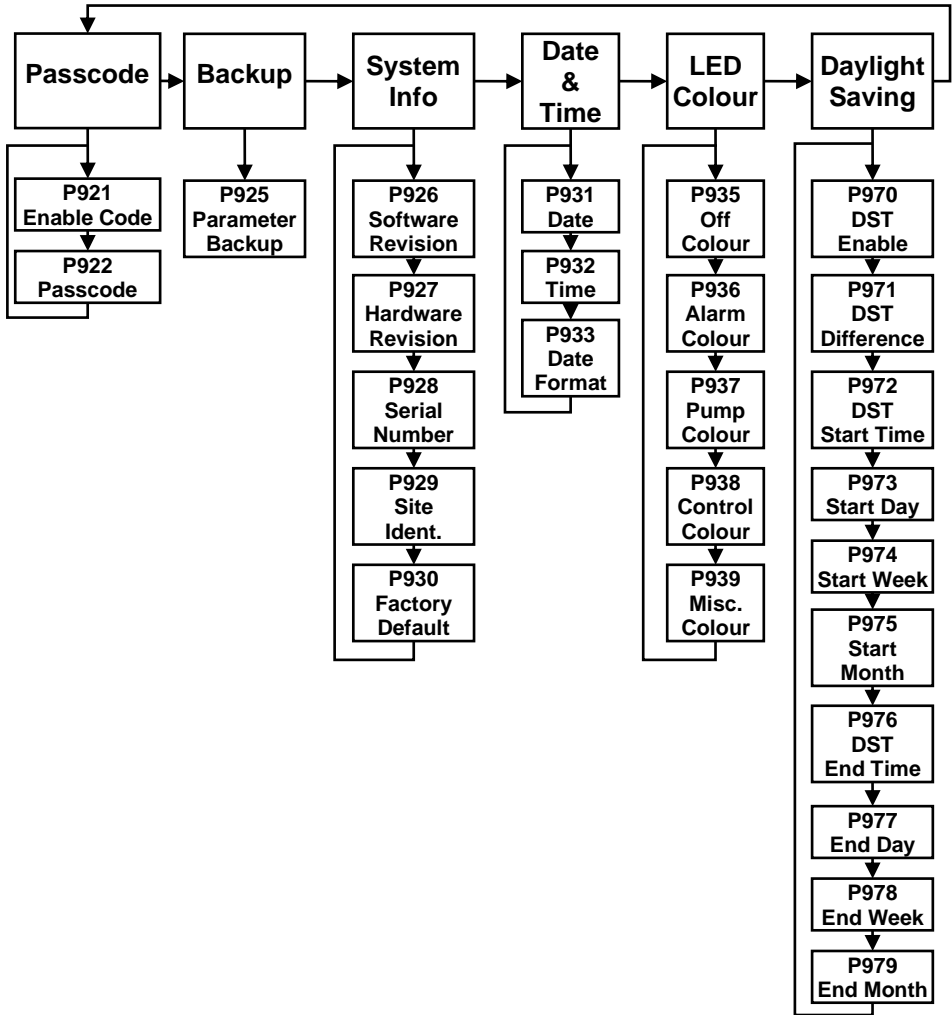 Passcode
Backup
System
Info
Date
&
Time
LED
Colour
Daylight
Saving
P921
Enable Code
P922
Passcode
P925
Parameter
Backup
P926
Software
Revision
P927
Hardware
Revision
P928
Serial
Number
P929
Site
Ident.
P930
Factory
Default
P931
Date
P932
Time
P933
Date
Format
P935
Off
Colour
P936
Alarm
Colour
P937
Pump
Colour
P938
Control
Colour
P939
Misc.
Colour
P970
DST
Enable
P971
DST
Difference
P972
DST
Start Time
P973
Start Day
P974
Start Week
P975
Start
Month
P976
DST
End Time
P977
End Day
P978
End Week
P979
End Month